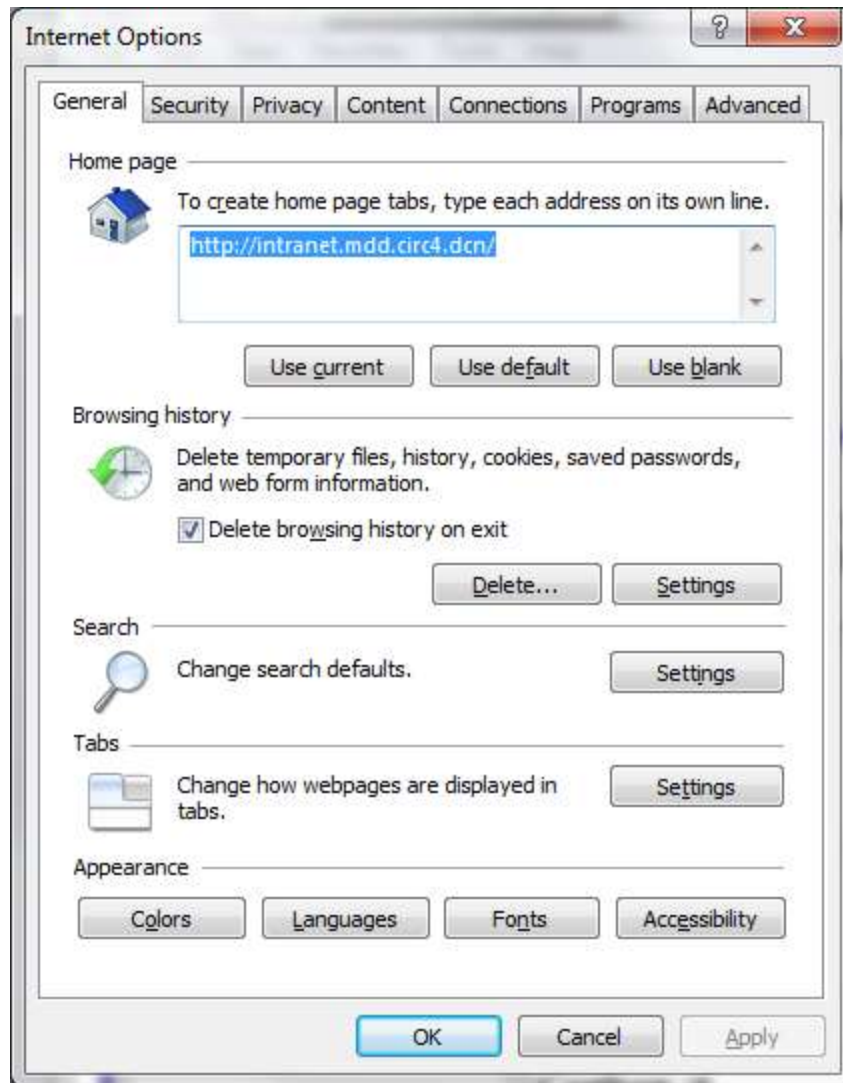 Internet Options
General Security Privacy Content Connections Programs Advanced
Home page
To create home page tabs, type each address on its own line.
http://intranet.mdd.circ4.dcn/
Use current Use default Use blank
Browsing history
Delete temporary files, history, cookies, saved passwords,
and web form information.
Delete browsing history on exit
Delete... Settings
Search
Change search defaults.
Settings
Tabs
Change how webpages are displayed in
tabs.
Settings
Appearance
Colors Languages Fonts Accessibility
OK Cancel Apply